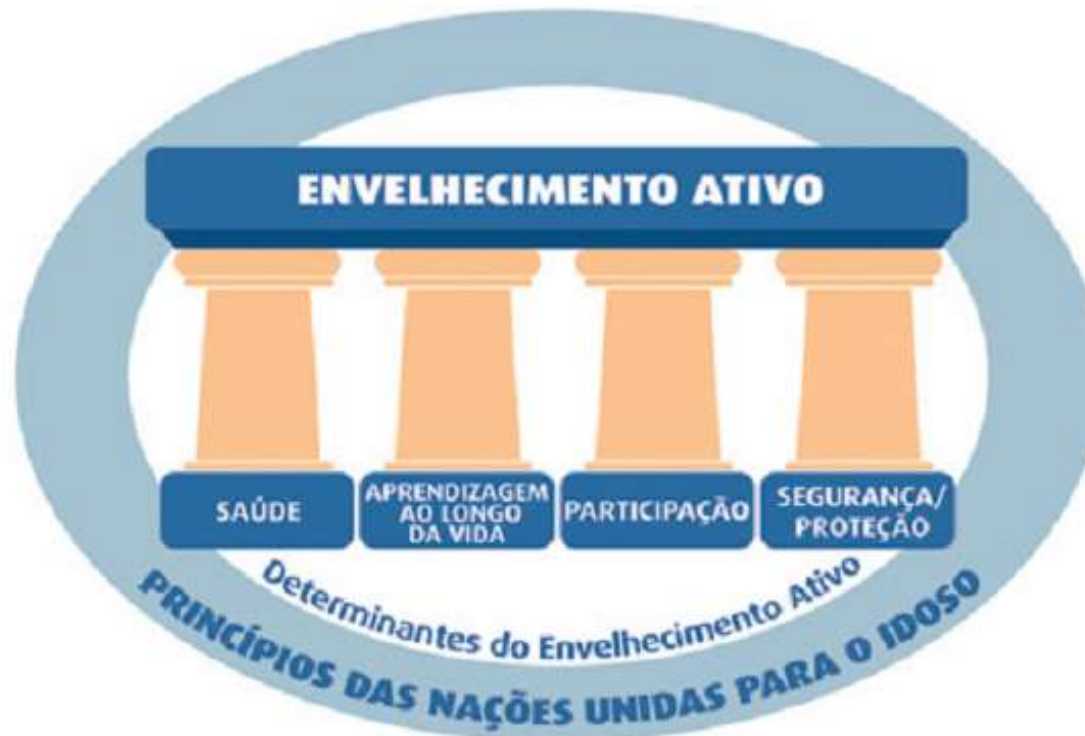 ENVELHECIMENTO ATIVO
SAÚDE
APRENDIZAGEM
AO LONGO
DA VIDA
PARTICIPAÇÃO
SEGURANÇA/
PROTEÇÃO
Determinantes do Envelhecimento Ativo
PRINCÍPIOS DAS NAÇÕES UNIDAS PARA O IDOSO